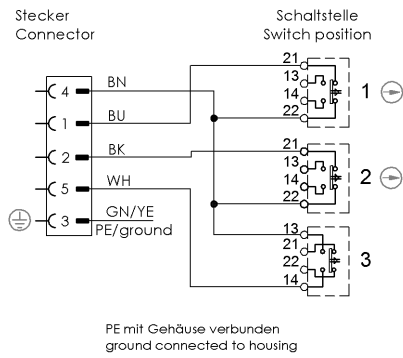 Stecker
Connector
Schaltstelle
Switch position
4 BN
1 BU
2 BK
5 WH
3 GN/YE
PE/ground
21
13
14
22
1
21
13
14
22
2
13
21
22
14
3
PE mit Gehäuse verbunden
ground connected to housing